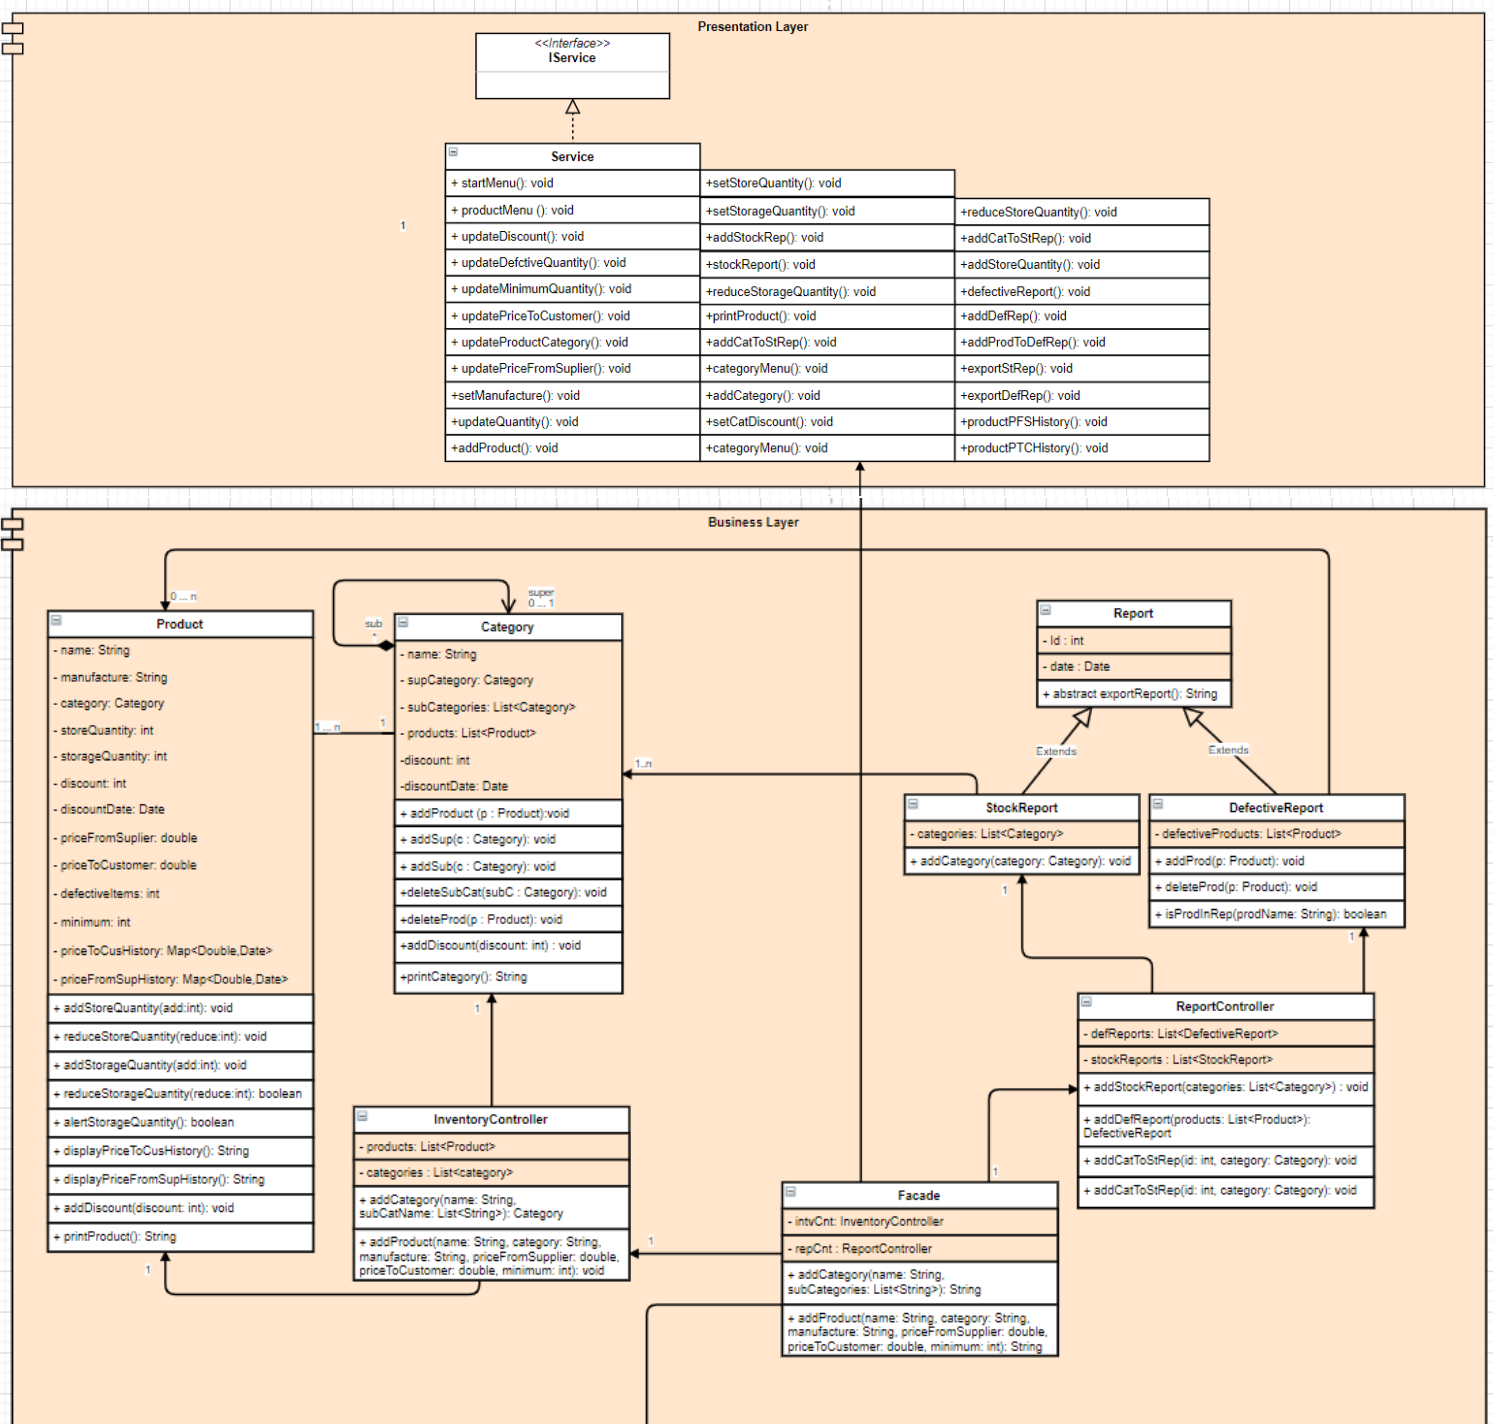 Presentation Layer
<<Interface>>
IService
Service
+ startMenu(): void
+ productMenu (): void
+ updateDiscount(): void
+ updateDefctiveQuantity(): void
+ updateMinimumQuantity(): void
+ updatePriceToCustomer(): void
+ updateProductCategory(): void
+ updatePriceFromSuplier(): void
+setManufacture(): void
+updateQuantity(): void
+addProduct(): void
+setStoreQuantity(): void
+setStorageQuantity(): void
+addStockRep(): void
+stockReport(): void
+reduceStorageQuantity(): void
+printProduct(): void
+addCatToStRep(): void
+categoryMenu(): void
+addCategory(): void
+setCatDiscount(): void
+categoryMenu(): void
+reduceStoreQuantity(): void
+addCatToStRep(): void
+addStoreQuantity(): void
+defectiveReport(): void
+addDefRep(): void
+addProdToDefRep(): void
+exportStRep(): void
+exportDefRep(): void
+productPFSHistory(): void
+productPTCHistory(): void
1
Business Layer
0 ... n
Product
- name: String
- manufacture: String
- category: Category
- storeQuantity: int
- storageQuantity: int
- discount: int
- discountDate: Date
- priceFromSuplier: double
- priceToCustomer: double
- defectiveItems: int
- minimum: int
- priceToCusHistory: Map<Double,Date>
- priceFromSupHistory: Map<Double,Date>
+ addStoreQuantity(add:int): void
+ reduceStoreQuantity(reduce:int): void
+ addStorageQuantity(add:int): void
+ reduceStorageQuantity(reduce:int): boolean
+ alertStorageQuantity(): boolean
+ displayPriceToCusHistory(): String
+ displayPriceFromSupHistory(): String
+ addDiscount(discount: int): void
+ printProduct(): String
1
1 ... n
1
super
0 ... 1
sub
*
Category
- name: String
- supCategory: Category
- subCategories: List<Category>
- products: List<Product>
-discount: int
-discountDate: Date
+ addProduct (p : Product):void
+ addSup(c : Category): void
+ addSub(c : Category): void
+deleteSubCat(subC : Category): void
+deleteProd(p : Product): void
+addDiscount(discount: int) : void
+printCategory(): String
1
1..n
Report
- Id : int
- date : Date
+ abstract exportReport(): String
Extends
Extends
StockReport
- categories: List<Category>
+ addCategory(category: Category): void
1
DefectiveReport
- defectiveProducts: List<Product>
+ addProd(p: Product): void
+ deleteProd(p: Product): void
+ isProdInRep(prodName: String): boolean
1
ReportController
- defReports: List<DefectiveReport>
- stockReports : List<StockReport>
+ addStockReport(categories: List<Category>) : void
+ addDefReport(products: List<Product>):
DefectiveReport
+ addCatToStRep(id: int, category: Category): void
+ addCatToStRep(id: int, category: Category): void
InventoryController
- products: List<Product>
- categories : List<category>
+ addCategory(name: String,
subCatName: List<String>): Category
+ addProduct(name: String, category: String,
manufacture: String, priceFromSupplier: double,
priceToCustomer: double, minimum: int): void
1
1
Facade
- intvCnt: InventoryController
- repCnt : ReportController
+ addCategory(name: String,
subCategories: List<String>): String
+ addProduct(name: String, category: String,
manufacture: String, priceFromSupplier: double,
priceToCustomer: double, minimum: int): String